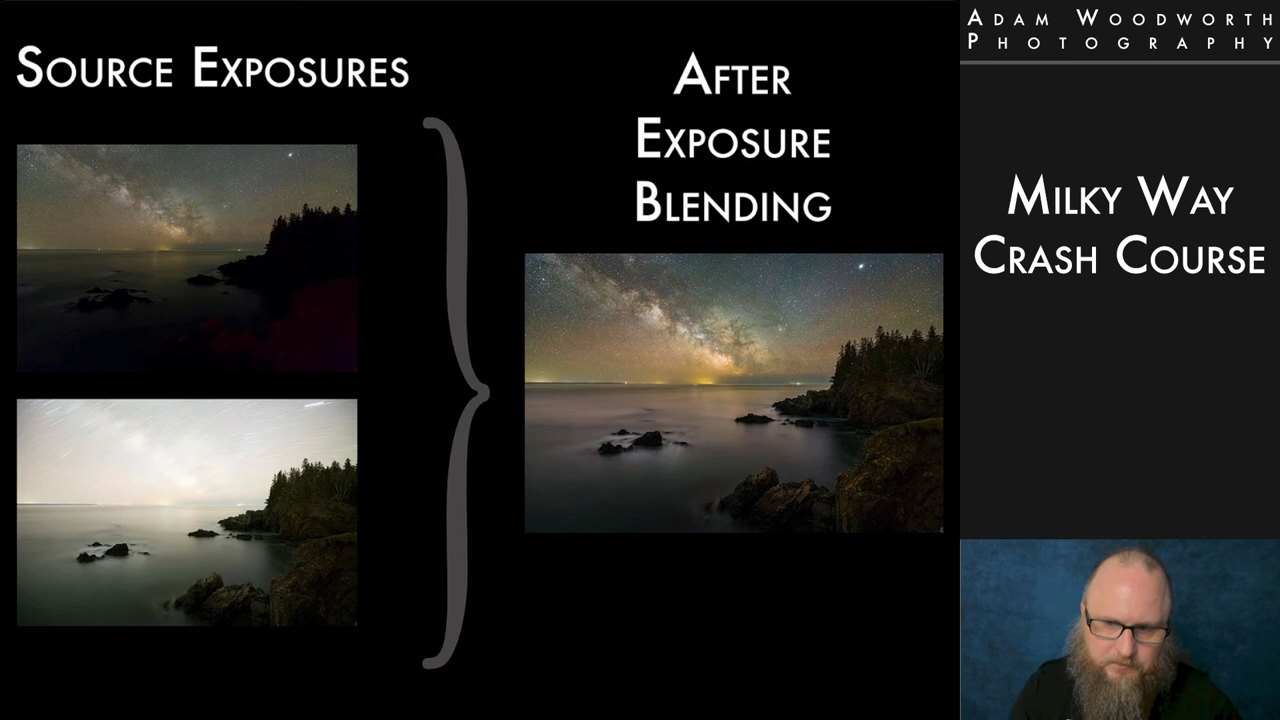 Source Exposures
After
Exposure
Blending
Adam Woodworth
Photography
Milky Way
Crash Course